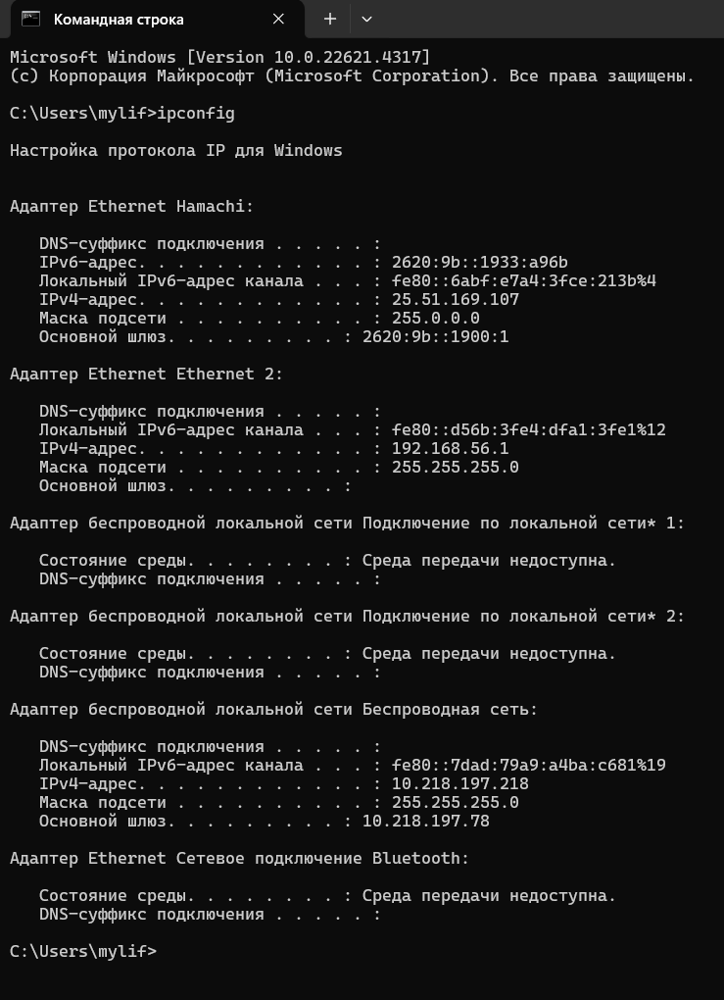 Командная строка
Microsoft Windows [Version 10.0.22621.4317]
(c) Корпорация Майкрософт (Microsoft Corporation). Все права защищены.
C:\Users\mylif>ipconfig
Настройка протокола IP для Windows
Адаптер Ethernet Hamachi:
DNS-суффикс подключения . . . . . :
IPv6-адрес. . . . . . . . . . . . : 2620:9b::1933:a96b
Локальный IPv6-адрес канала . . . : fe80::6abf:e7a4:3fce:213b%4
IPv4-адрес. . . . . . . . . . . . : 25.51.169.107
Маска подсети . . . . . . . . . . : 255.0.0.0
Основной шлюз. . . . . . . . . : 2620:9b::1900:1
Адаптер Ethernet Ethernet 2:
DNS-суффикс подключения . . . . . :
Локальный IPv6-адрес канала . . . : fe80::d56b:3fe4:dfa1:3fe1%12
IPv4-адрес. . . . . . . . . . . . : 192.168.56.1
Маска подсети . . . . . . . . . . : 255.255.255.0
Основной шлюз. . . . . . . . . :
Адаптер беспроводной локальной сети Подключение по локальной сети* 1:
Состояние среды. . . . . . . . : Среда передачи недоступна.
DNS-суффикс подключения . . . . . :
Адаптер беспроводной локальной сети Подключение по локальной сети* 2:
Состояние среды. . . . . . . . : Среда передачи недоступна.
DNS-суффикс подключения . . . . . :
Адаптер беспроводной локальной сети Беспроводная сеть:
DNS-суффикс подключения . . . . . :
Локальный IPv6-адрес канала . . . : fe80::7dad:79a9:a4ba:c681%19
IPv4-адрес. . . . . . . . . . . . : 10.218.197.218
Маска подсети . . . . . . . . . . : 255.255.255.0
Основной шлюз. . . . . . . . . : 10.218.197.78
Адаптер Ethernet Сетевое подключение Bluetooth:
Состояние среды. . . . . . . . : Среда передачи недоступна.
DNS-суффикс подключения . . . . . :
C:\Users\mylif>